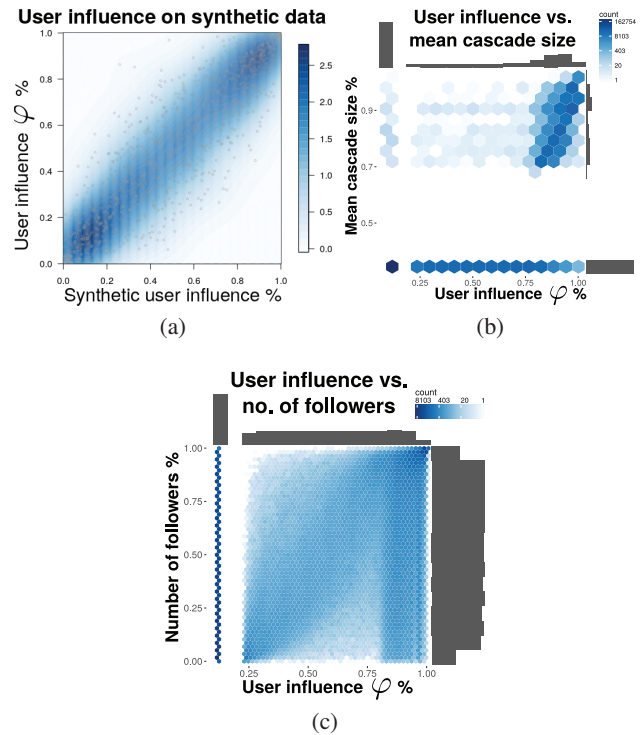 User influence on synthetic data
User influence φ %
1.0
0.8
0.6
0.4
0.2
0.0
2.5
2.0
1.5
1.0
0.5
0.0
0.0 0.2 0.4 0.6 0.8 1.0
Synthetic user influence %
(a)
User influence vs.
mean cascade size
count
162754
8103
403
20
1
Mean cascade size %
0.9
0.7
0.5
0.25 0.50 0.75 1.00
User influence φ %
(b)
User influence vs.
no. of followers
count
8103 403 20 1
Number of followers %
1.00
0.75
0.50
0.25
0.00
0.25 0.50 0.75 1.00
User influence φ %
(c)